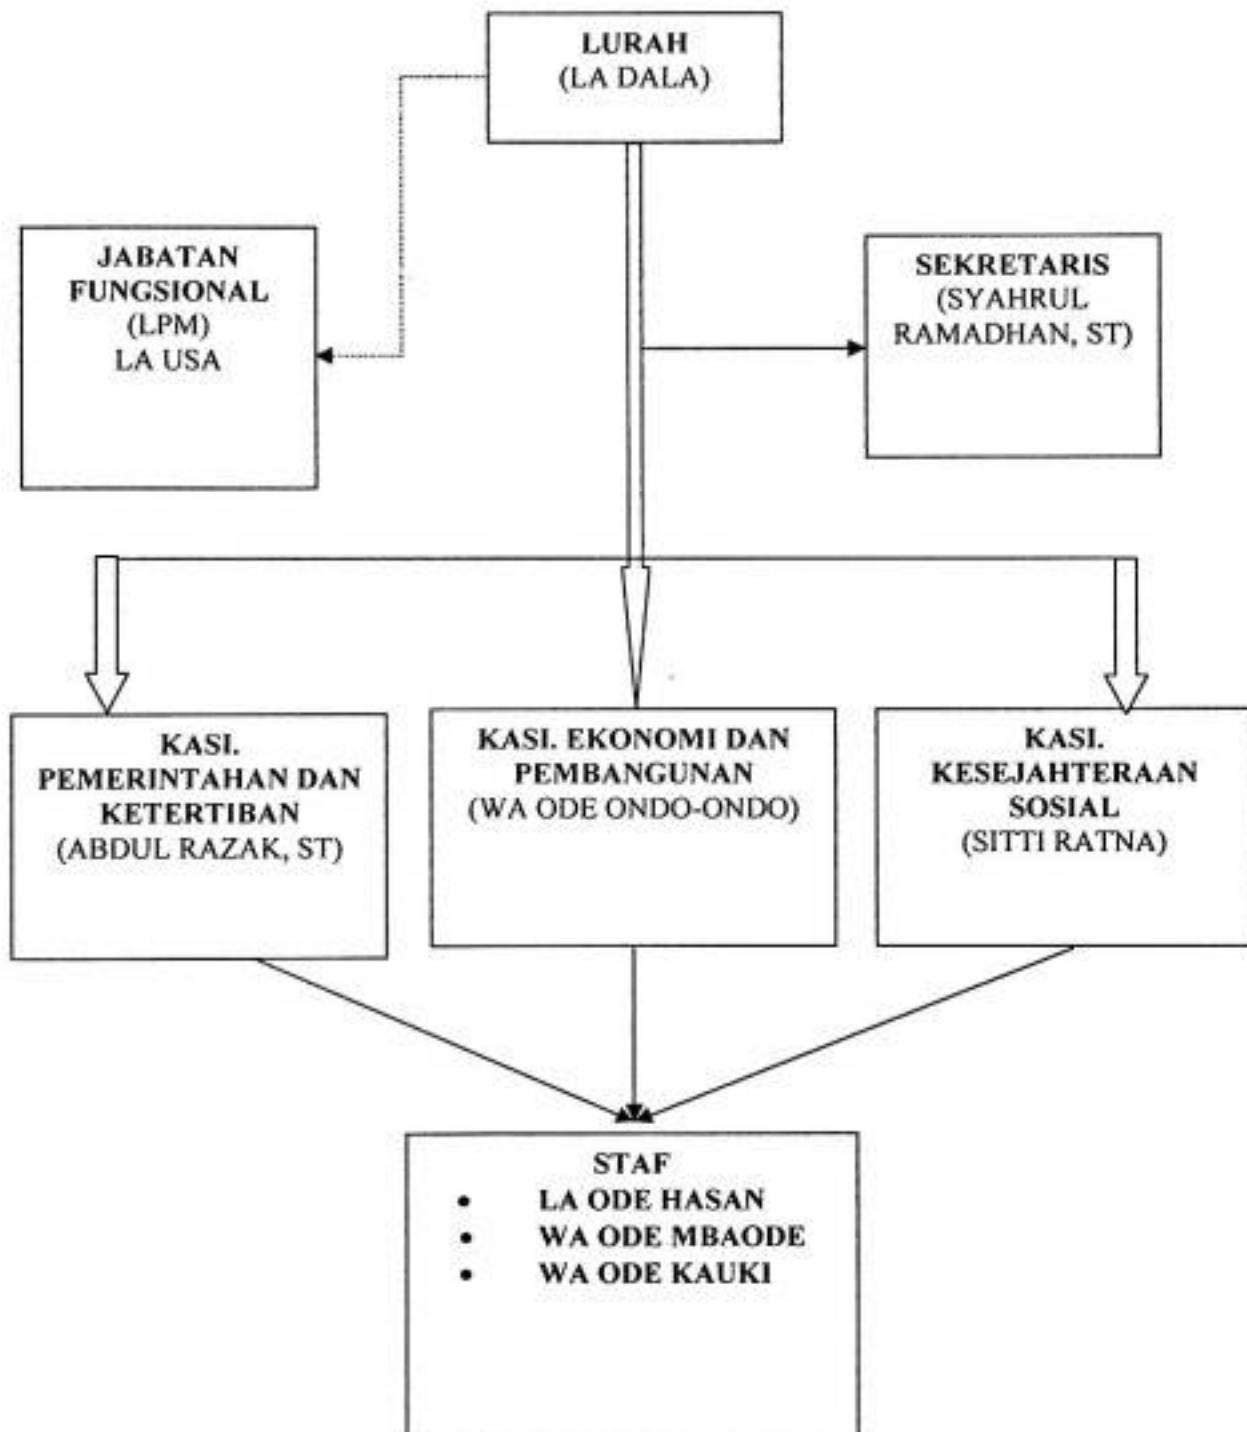 LURAH
(LA DALA)
JABATAN
FUNGSIONAL
(LPM)
LA USA
SEKRETARIS
(SYAHRUL
RAMADHAN, ST)
KASI.
PEMERINTAHAN DAN
KETERTIBAN
(ABDUL RAZAK, ST)
KASI. EKONOMI DAN
PEMBANGUNAN
(WA ODE ONDO-ONDO)
KASI.
KESEJAHTERAAN
SOSIAL
(SITTI RATNA)
STAF
• LA ODE HASAN
• WA ODE MBAODE
• WA ODE KAUKI